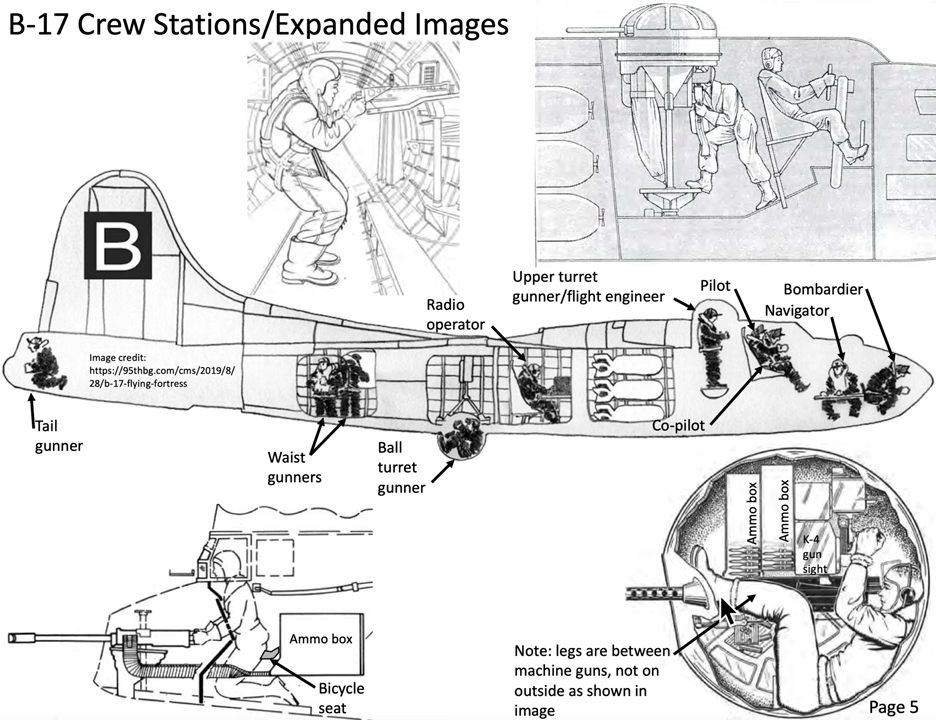 B-17 Crew Stations/Expanded Images
B
Image credit:
https://95thbg.com/cms/2019/8/
28/b-17-flying-fortress
Radio
operator
Upper turret
gunner/flight engineer
Pilot
Bombardier
Navigator
Tail
gunner
Waist
gunners
Ball
turret
gunner
Co-pilot
Ammo box
Bicycle
seat
Ammo box
Ammo box
K-4
gun
sight
Note: legs are between
machine guns, not on
outside as shown in
image
Page 5